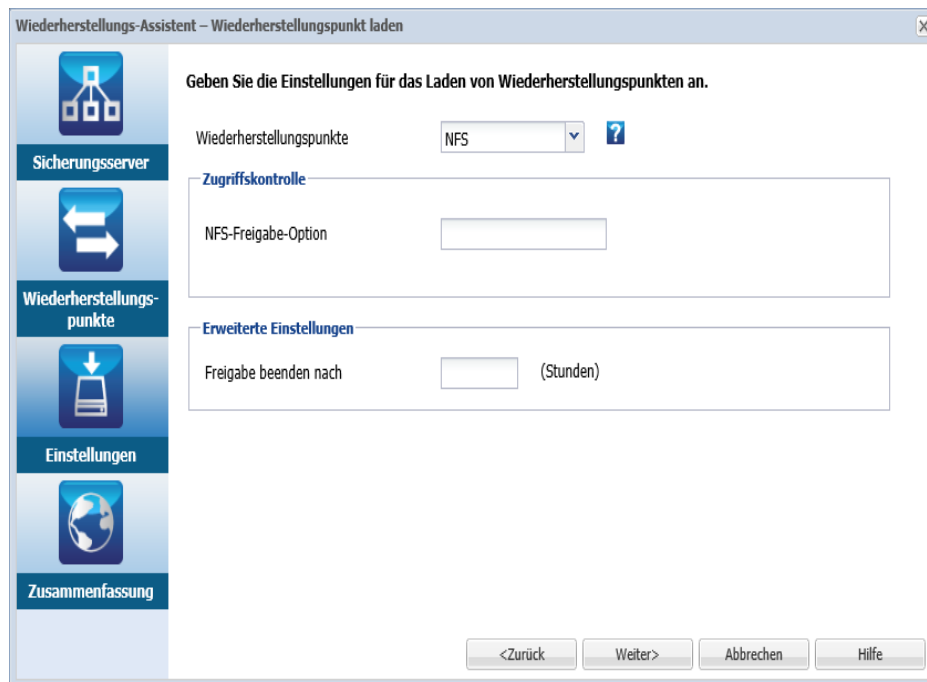 Wiederherstellungs-Assistent – Wiederherstellungspunkt laden
Sicherungsserver
Wiederherstellungs-
punkte
Einstellungen
Zusammenfassung
Geben Sie die Einstellungen für das Laden von Wiederherstellungspunkten an.
Wiederherstellungspunkte
NFS
?
Zugriffskontrolle
NFS-Freigabe-Option
Erweiterte Einstellungen
Freigabe beenden nach (Stunden)
<Zurück Weiter> Abbrechen Hilfe